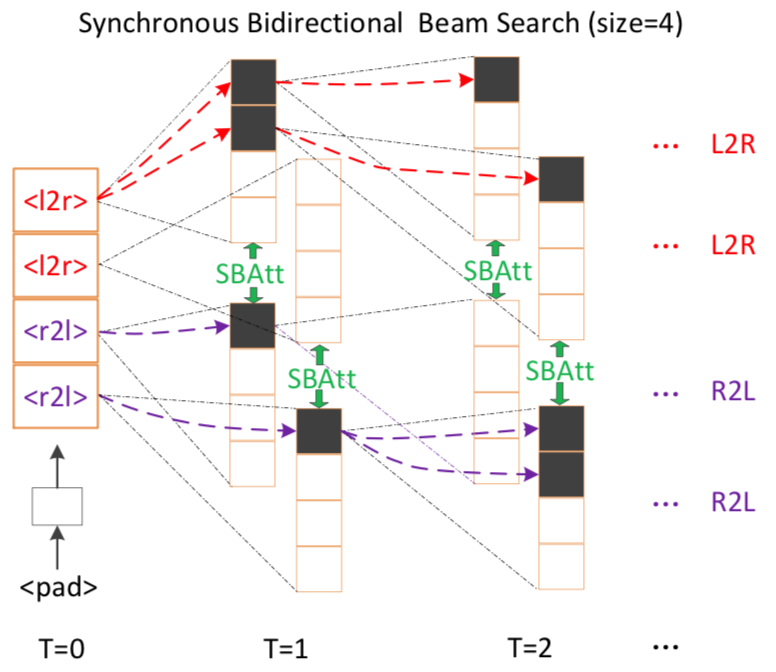 Synchronous Bidirectional Beam Search (size=4)
... L2R
<l2r>
... L2R
<l2r>
SBAtt
SBAtt
<r2l>
SBAtt
SBAtt
<r2l>
... R2L
... R2L
<pad>
T=0
T=1
T=2
...